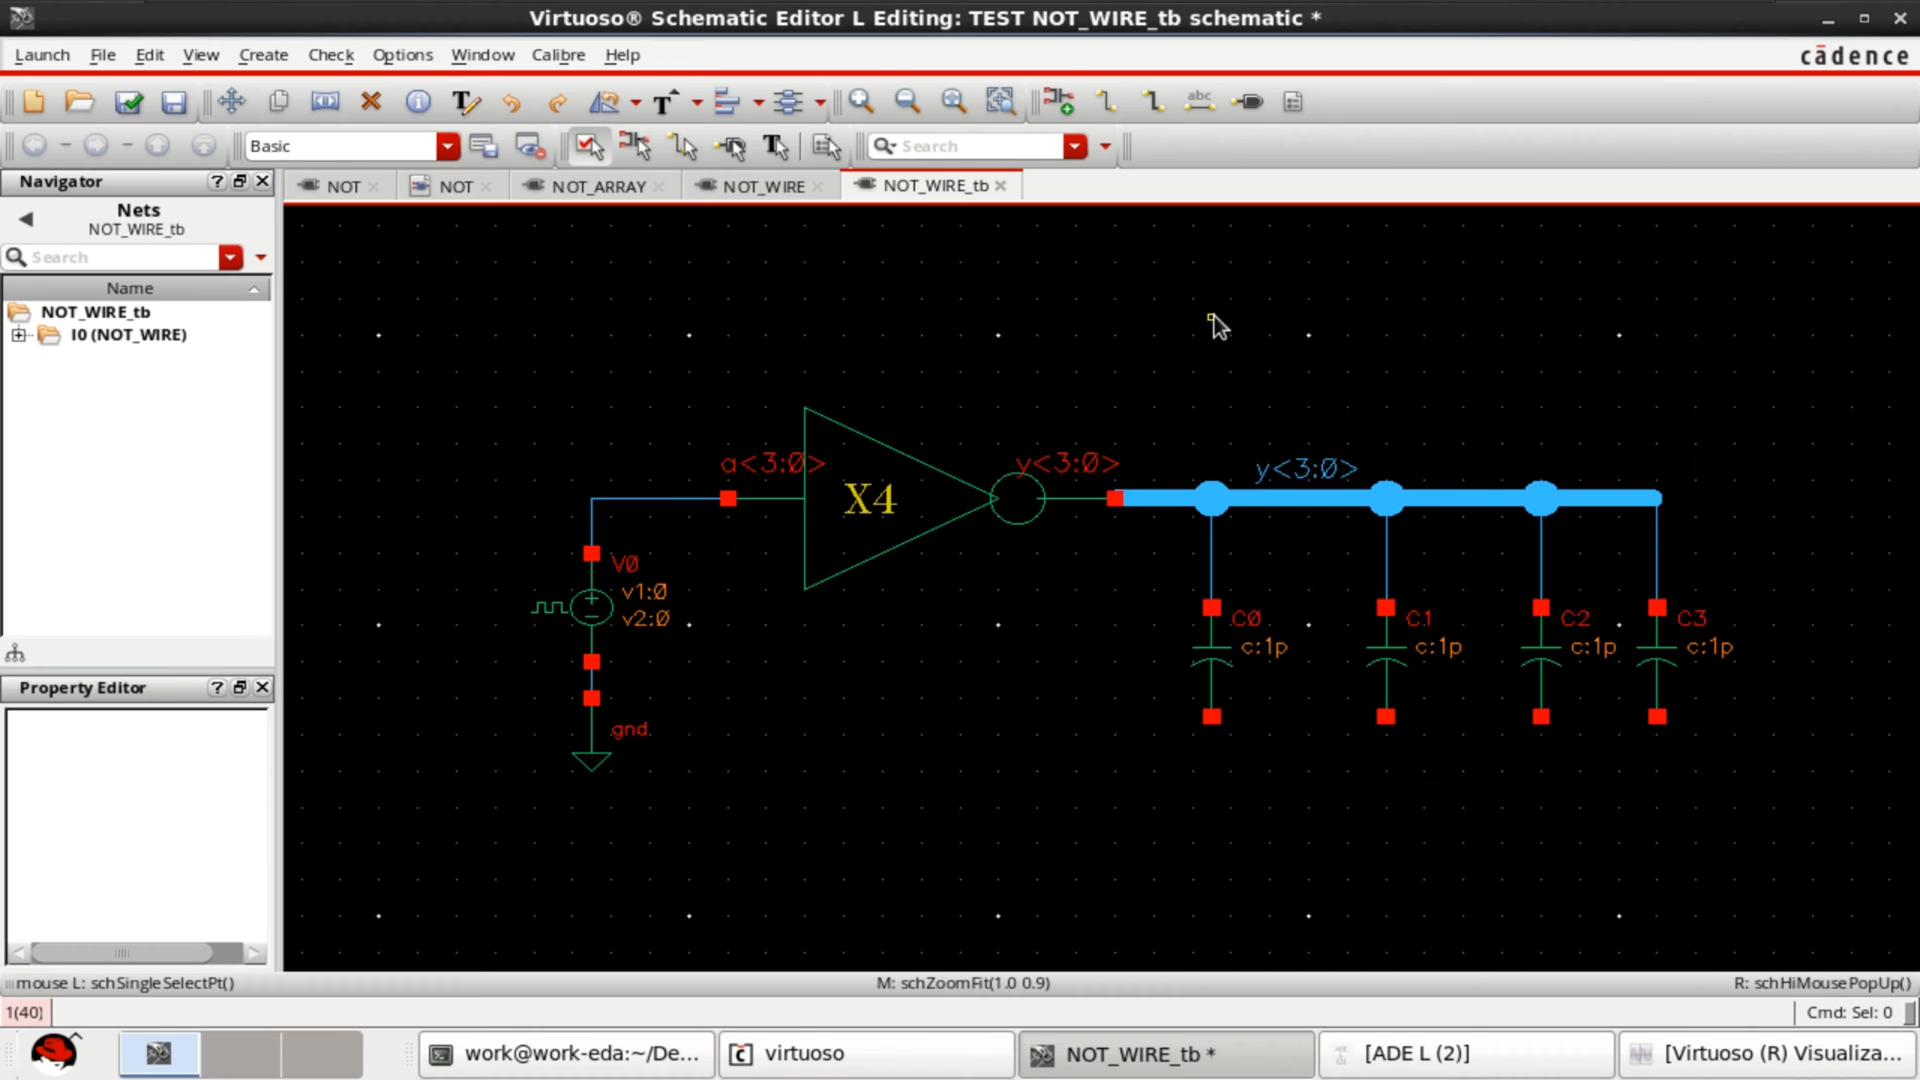 Virtuoso® Schematic Editor L Editing: TEST NOT_WIRE_tb schematic *
Launch File Edit View Create Check Options Window Calibre Help
cādence
abc
Basic
Search
Navigator
NOT
NOT
NOT_ARRAY
NOT_WIRE
NOT_WIRE_tb
Nets
NOT_WIRE_tb
Search
Name
NOT_WIRE_tb
I0 (NOT_WIRE)
Property Editor
a<3:0>
X4
y<3:0>
y<3:0>
V0
v1:0
v2:0
gnd
C0
c:1p
C1
c:1p
C2
c:1p
C3
c:1p
mouse L: schSingleSelectPt()
M: schZoomFit(1.0 0.9)
R: schHiMousePopUp()
1(40)
Cmd: Sel: 0
work@work-eda:~/De...
virtuoso
NOT_WIRE_tb *
[ADE L (2)]
[Virtuoso (R) Visualiza...